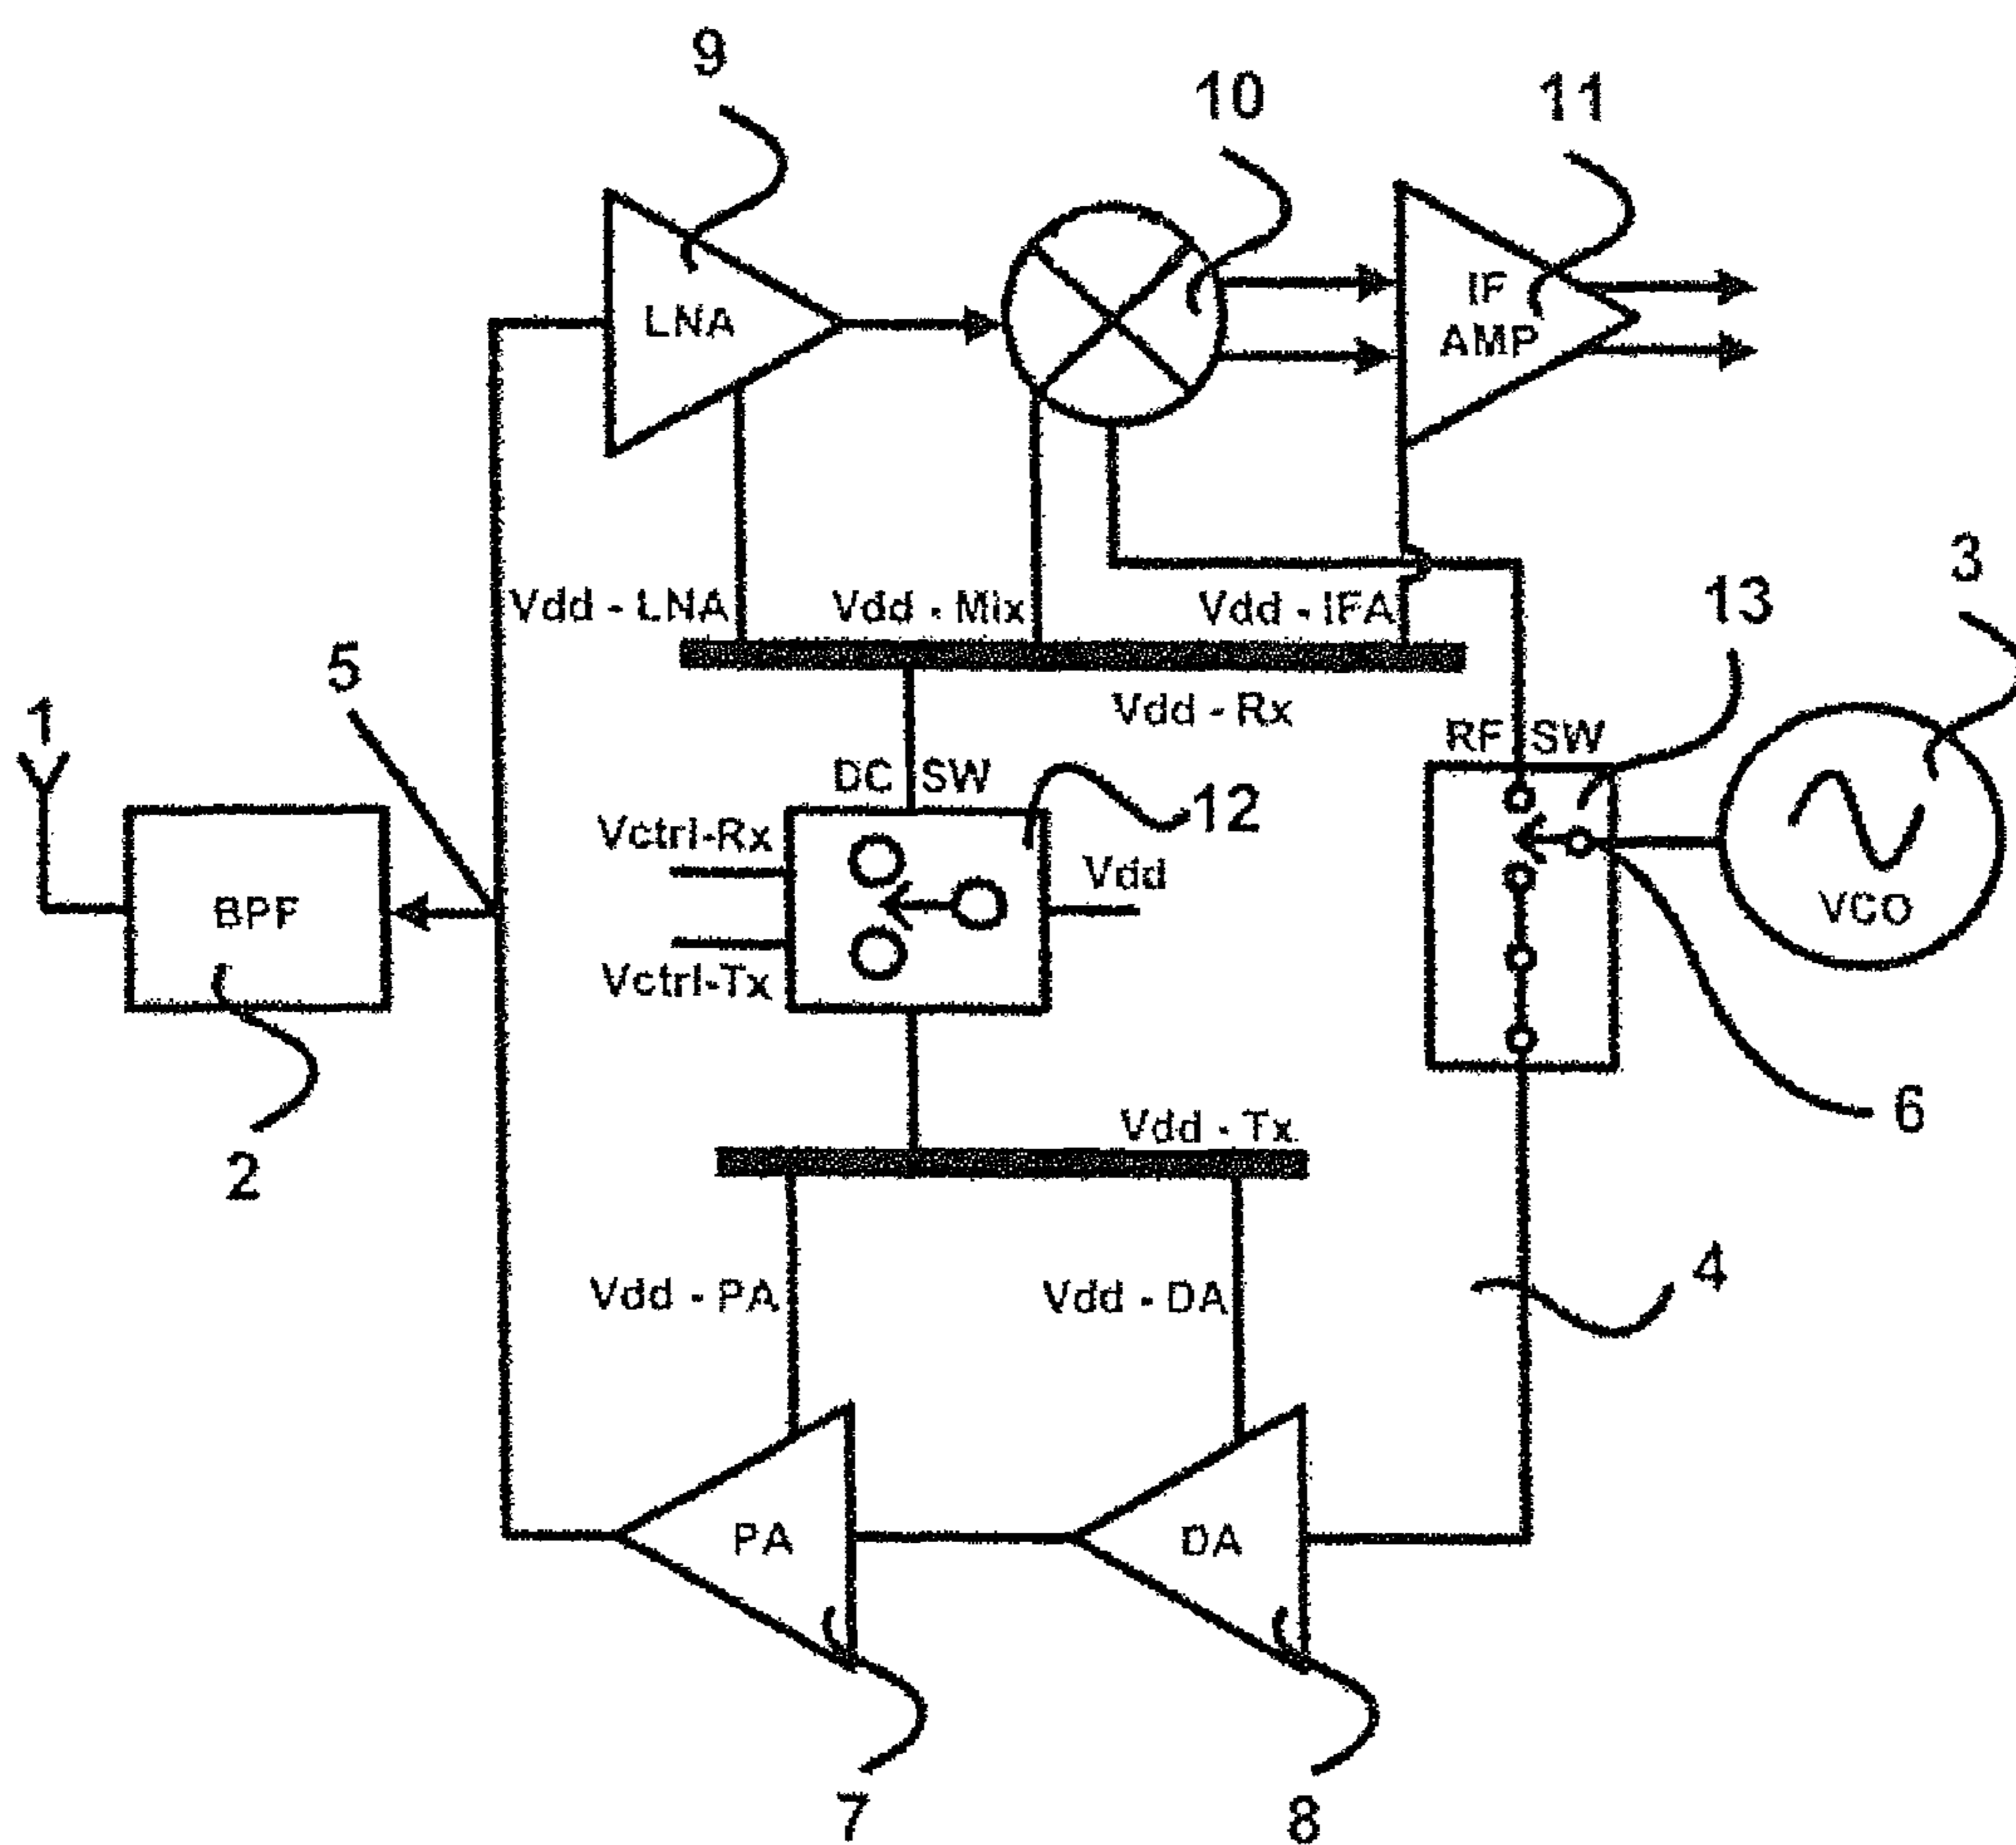 9
10
11
LNA
IF
AMP
Vdd - LNA
Vdd - Mix
Vdd - IFA
3
13
5
Vdd - Rx
1
RF SW
DC SW
12
Vctrl-Rx
Vdd
BPF
VCO
Vctrl-Tx
6
Vdd - Tx
2
4
Vdd - PA
Vdd - DA
PA
DA
7
8